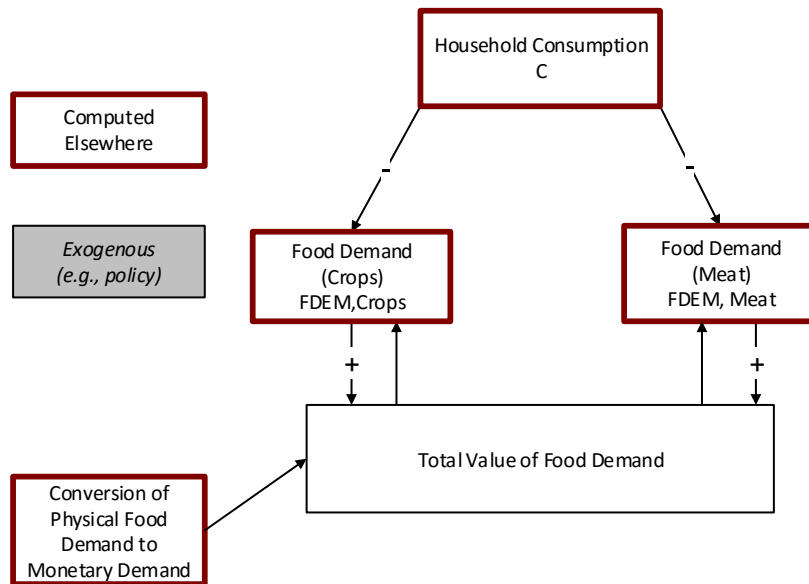 Household Consumption
C
Computed
Elsewhere
-
-
Exogenous
(e.g., policy)
Food Demand
(Crops)
FDEM,Crops
Food Demand
(Meat)
FDEM, Meat
+
+
Total Value of Food Demand
Conversion of
Physical Food
Demand to
Monetary Demand